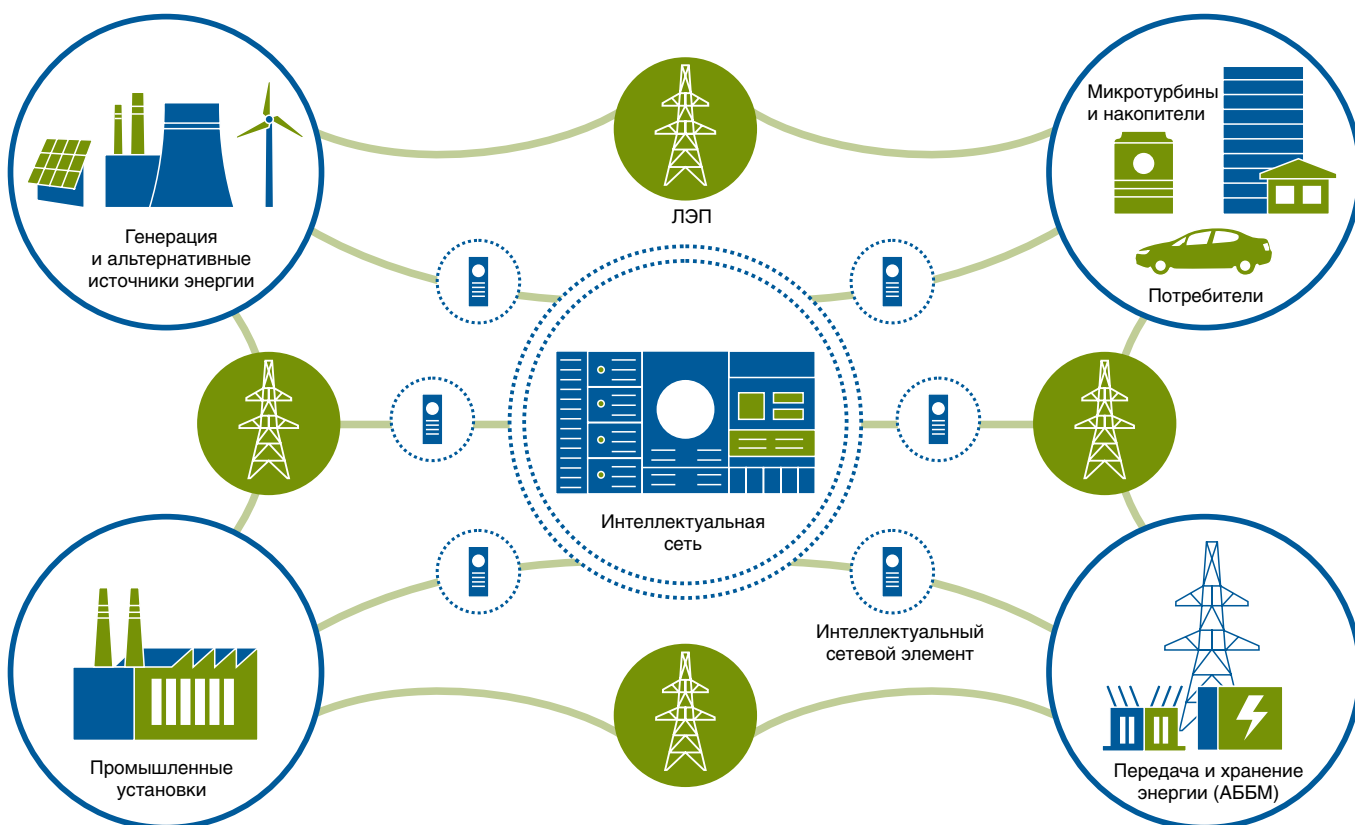 Микротурбины
и накопители
ЛЭП
Генерация
и альтернативные
источники энергии
Потребители
Интеллектуальная
сеть
Интеллектуальный
сетевой элемент
Промышленные
установки
Передача и хранение
энергии (АББМ)